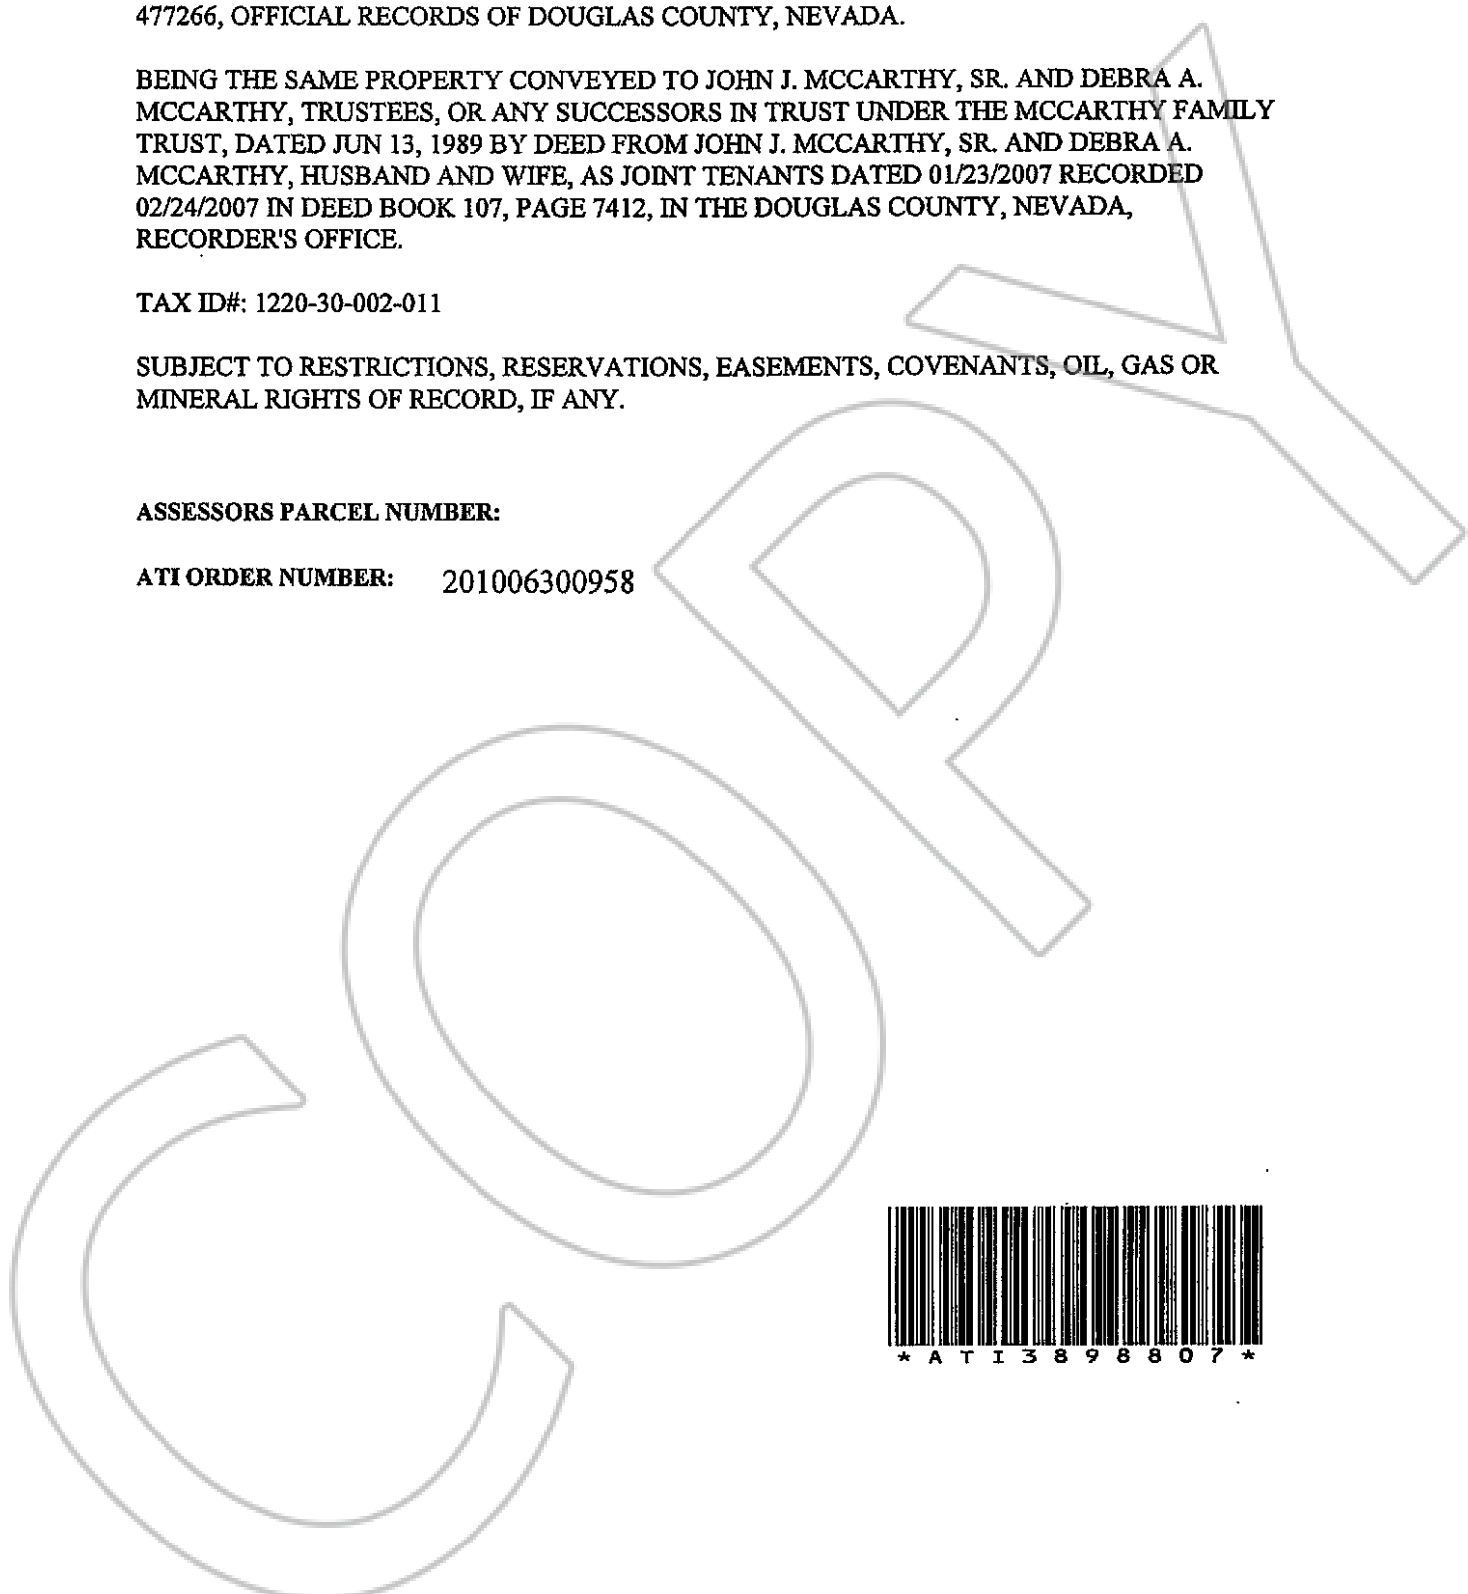 477266, OFFICIAL RECORDS OF DOUGLAS COUNTY, NEVADA.
BEING THE SAME PROPERTY CONVEYED TO JOHN J. MCCARTHY, SR. AND DEBRA A.
MCCARTHY, TRUSTEES, OR ANY SUCCESSORS IN TRUST UNDER THE MCCARTHY FAMILY
TRUST, DATED JUN 13, 1989 BY DEED FROM JOHN J. MCCARTHY, SR. AND DEBRA A.
MCCARTHY, HUSBAND AND WIFE, AS JOINT TENANTS DATED 01/23/2007 RECORDED
02/24/2007 IN DEED BOOK 107, PAGE 7412, IN THE DOUGLAS COUNTY, NEVADA,
RECORDER'S OFFICE.
TAX ID#: 1220-30-002-011
SUBJECT TO RESTRICTIONS, RESERVATIONS, EASEMENTS, COVENANTS, OIL, GAS OR
MINERAL RIGHTS OF RECORD, IF ANY.
ASSESSORS PARCEL NUMBER:
ATI ORDER NUMBER: 201006300958
COPY
*ATI3898807*